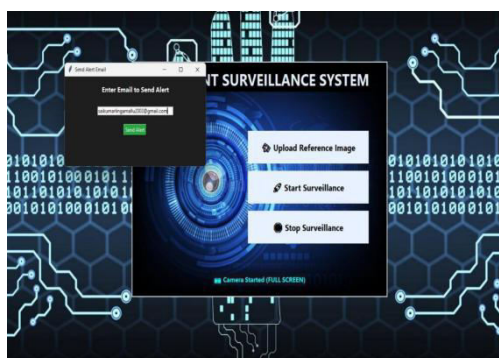 Send Alert Email
Enter Email to Send Alert
Send Alert
NT SURVEILLANCE SYSTEM
Upload Reference Image
Start Surveillance
Stop Surveillance
Camera Started (FULL SCREEN)